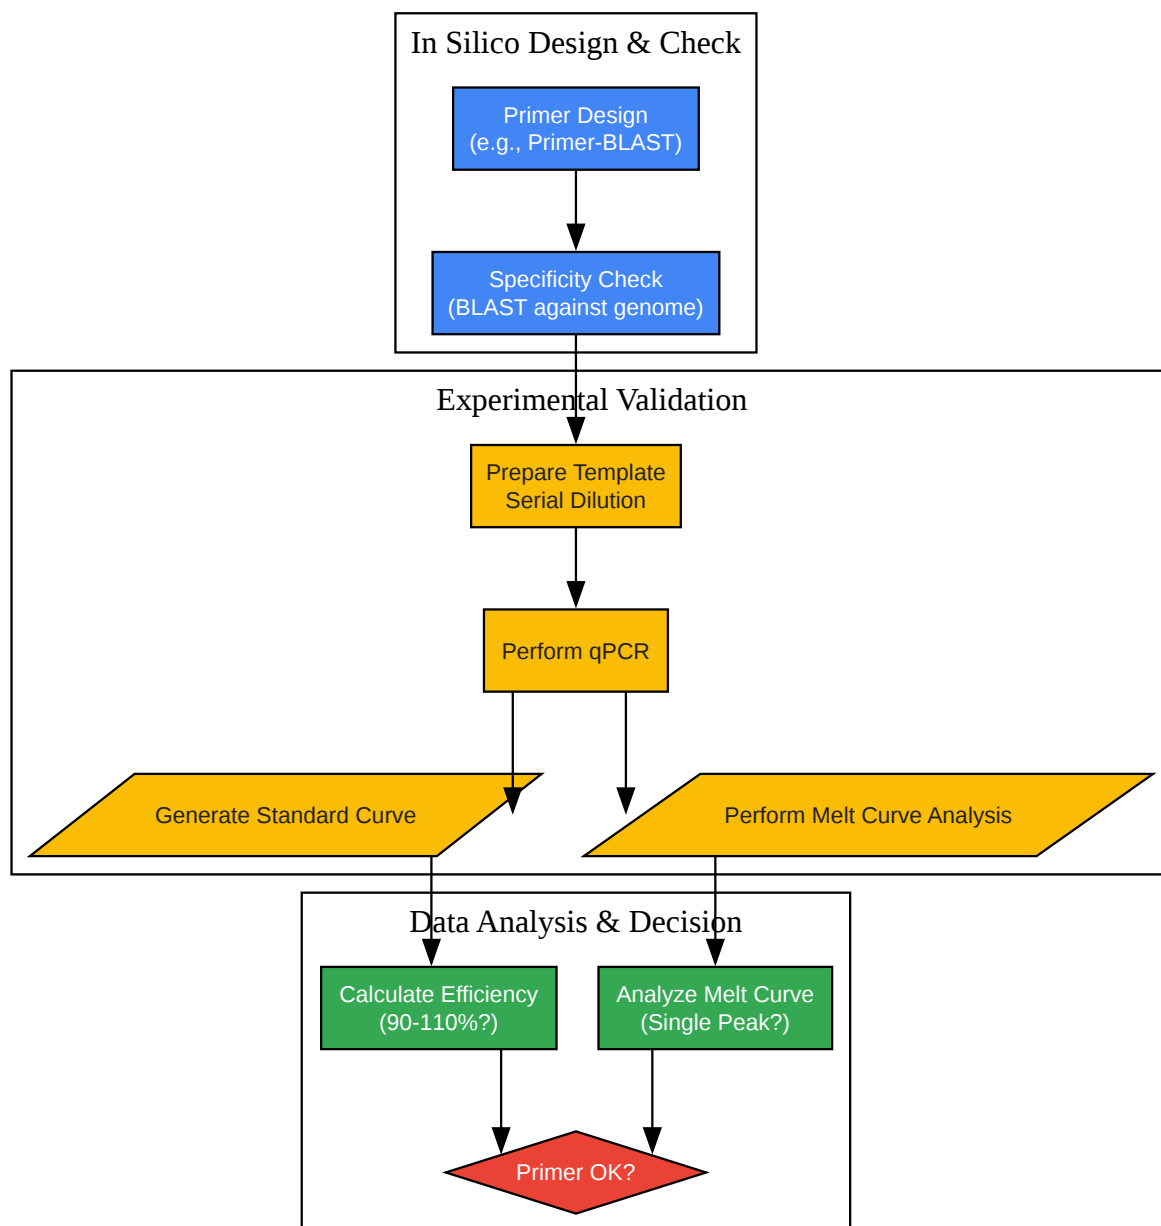 In Silico Design & Check
Primer Design
(e.g., Primer-BLAST)
Specificity Check
(BLAST against genome)
Experimental Validation
Prepare Template
Serial Dilution
Perform qPCR
Generate Standard Curve
Perform Melt Curve Analysis
Data Analysis & Decision
Calculate Efficiency
(90-110%?)
Analyze Melt Curve
(Single Peak?)
Primer OK?